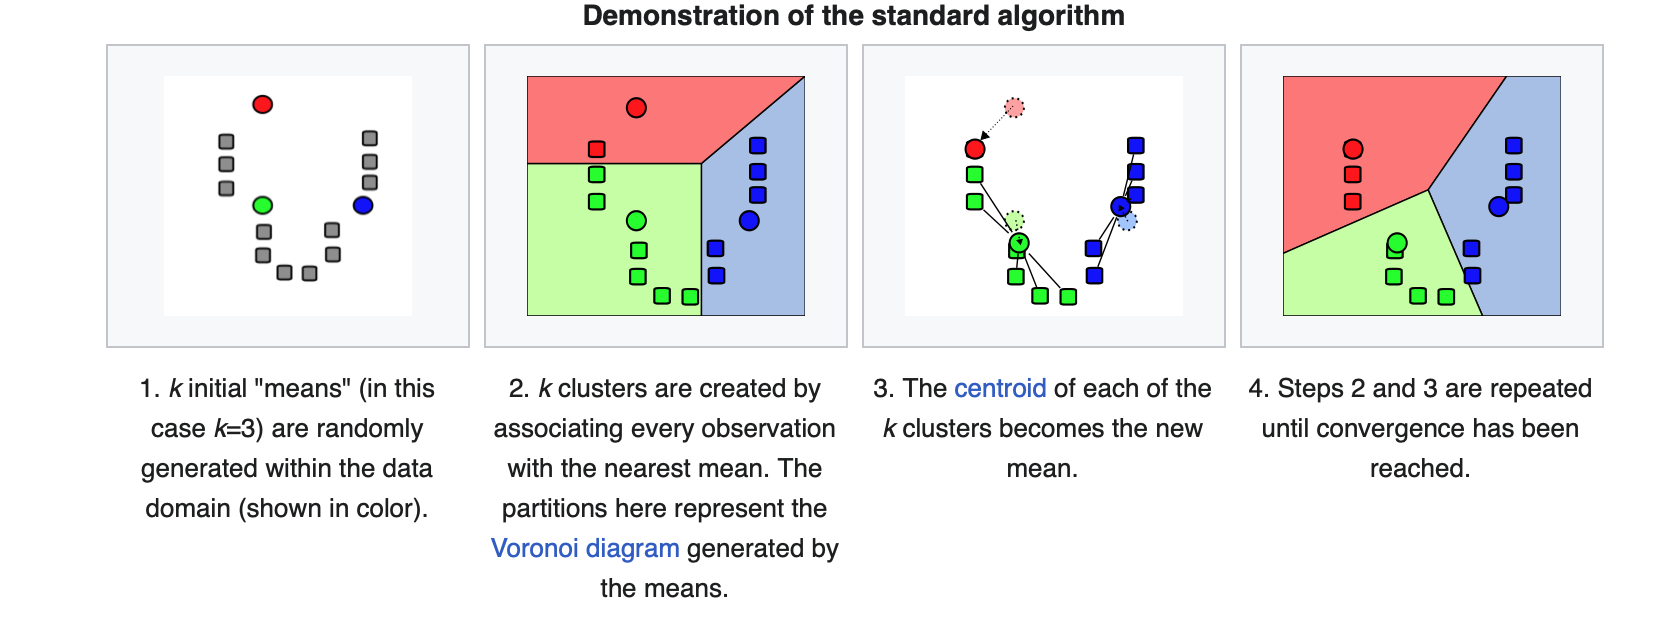 Demonstration of the standard algorithm
1. k initial "means" (in this
case k=3) are randomly
generated within the data
domain (shown in color).
2. k clusters are created by
associating every observation
with the nearest mean. The
partitions here represent the
Voronoi diagram generated by
the means.
3. The centroid of each of the
k clusters becomes the new
mean.
4. Steps 2 and 3 are repeated
until convergence has been
reached.